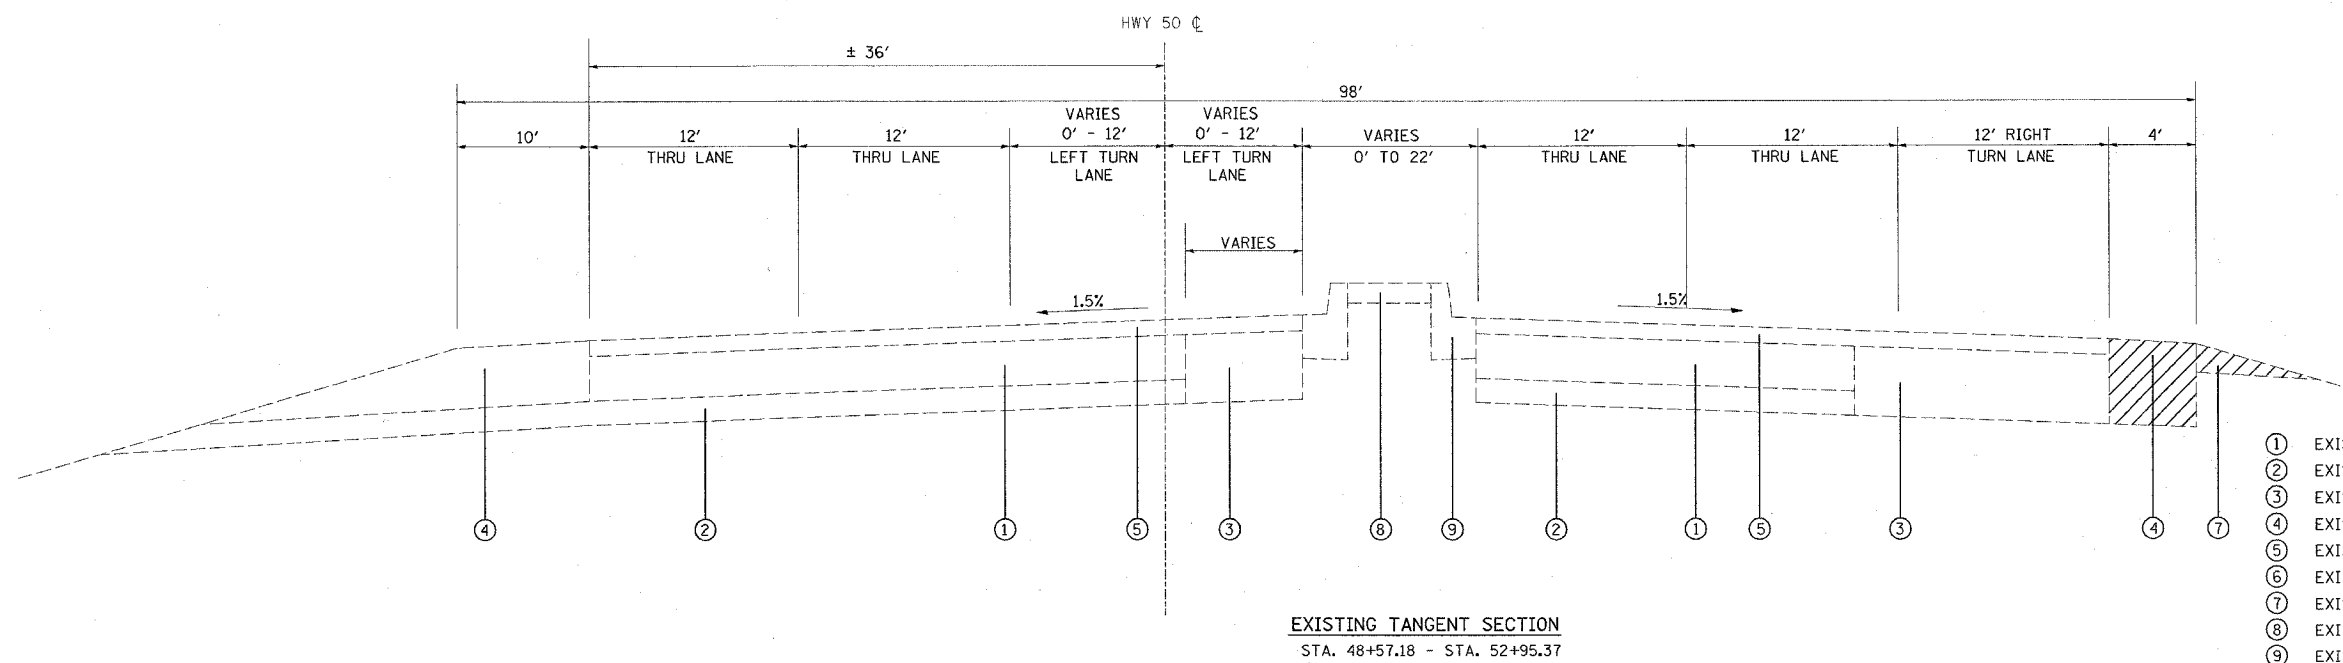 HWY 50 ℄
± 36'
98'
10'
12'
THRU LANE
12'
THRU LANE
VARIES
0' - 12'
LEFT TURN
LANE
VARIES
0' - 12'
LEFT TURN
LANE
VARIES
0' TO 22'
12'
THRU LANE
12'
THRU LANE
12' RIGHT
TURN LANE
4'
VARIES
1.5%
1.5%
④ ② ① ⑤ ③ ⑧ ⑨ ② ① ⑤ ③ ④ ⑦
① EXI
② EXI
③ EXI
④ EXI
⑤ EXI
⑥ EXI
⑦ EXI
⑧ EXI
⑨ EXI
EXISTING TANGENT SECTION
STA. 48+57.18 - STA. 52+95.37